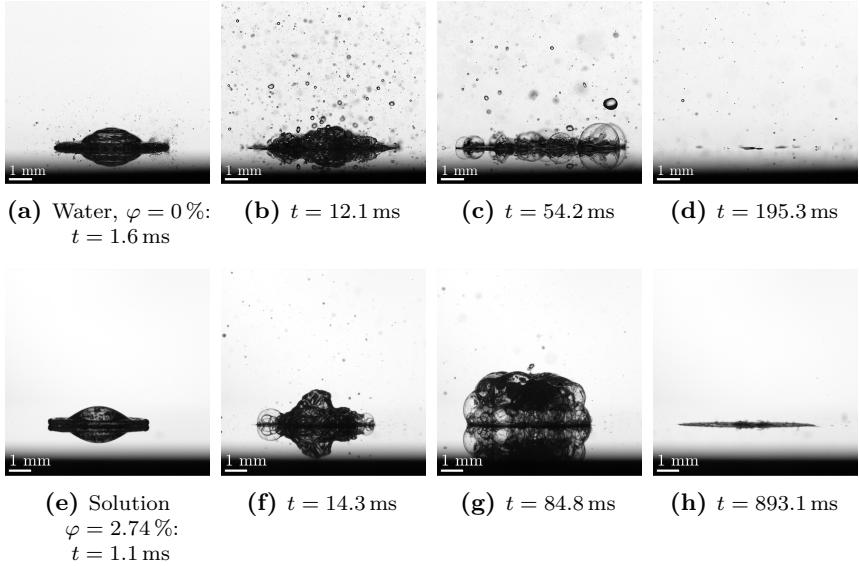 1 mm 1 mm 1 mm 1 mm
(a) Water, φ = 0 %: (b) t = 12.1 ms (c) t = 54.2 ms (d) t = 195.3 ms
t = 1.6 ms
1 mm 1 mm 1 mm 1 mm
(e) Solution (f) t = 14.3 ms (g) t = 84.8 ms (h) t = 893.1 ms
φ = 2.74 %:
t = 1.1 ms